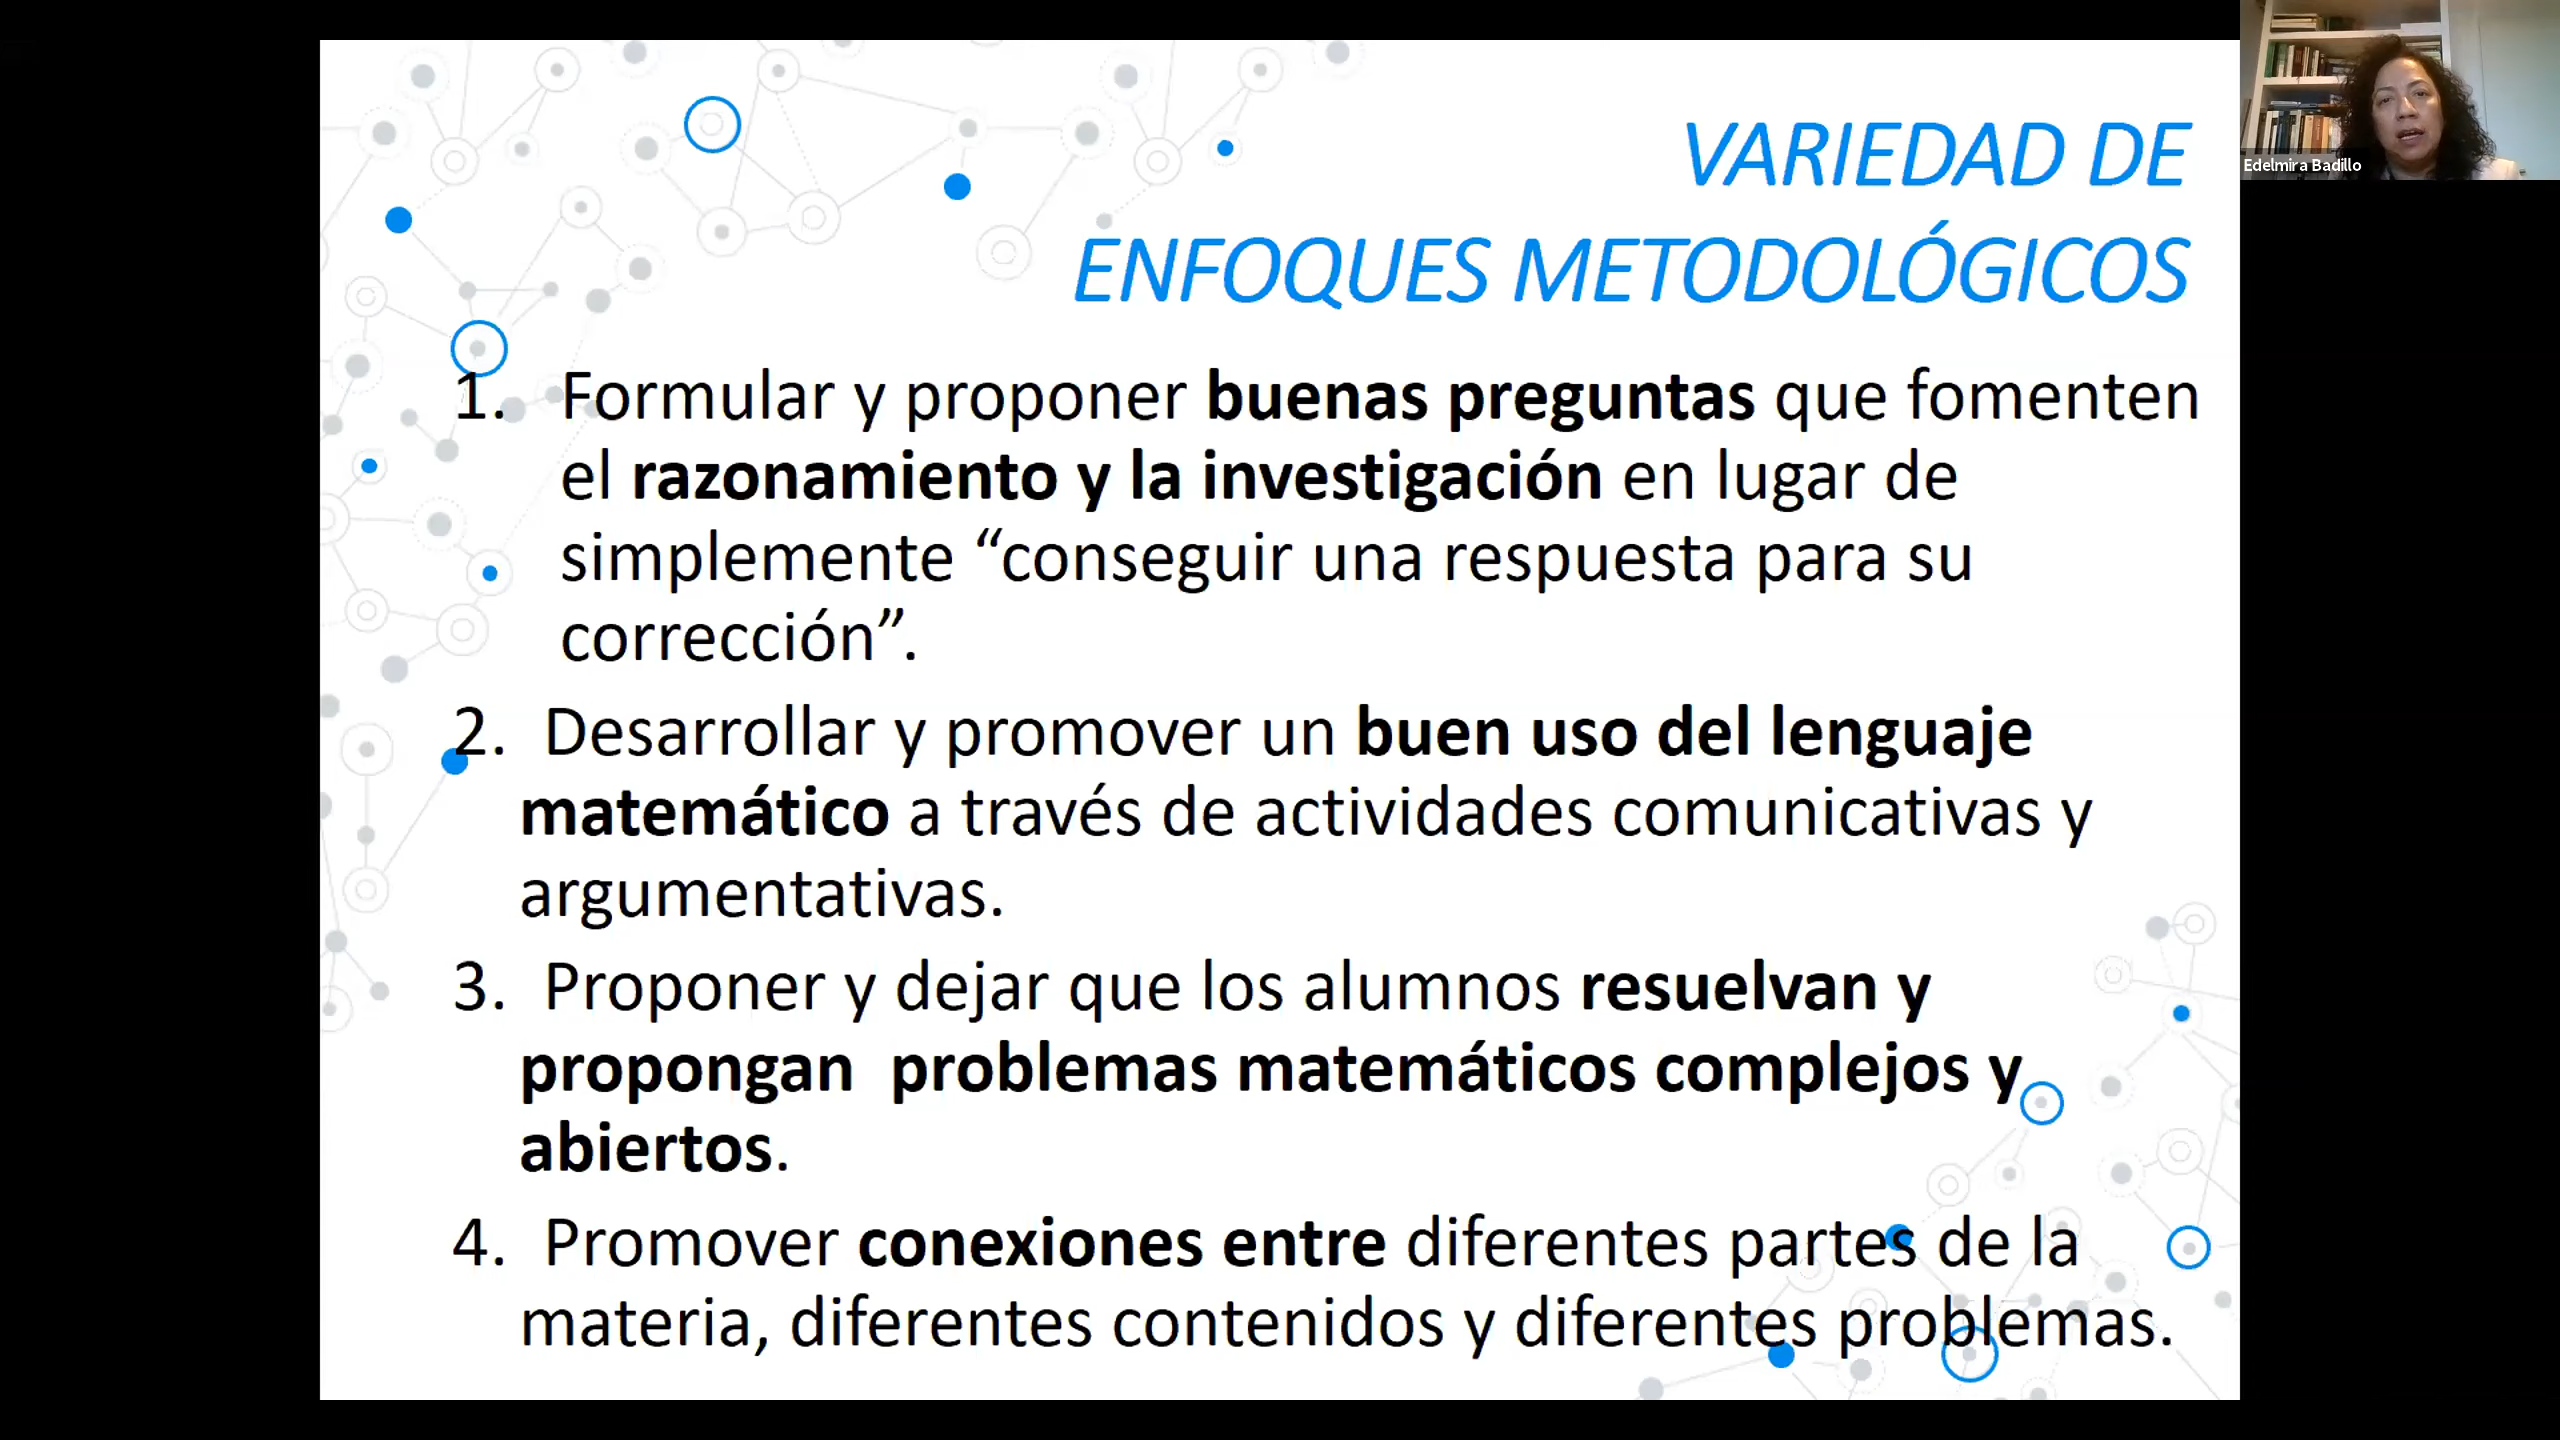 VARIEDAD DE
ENFOQUES METODOLÓGICOS
Edelmira Badillo
1. Formular y proponer buenas preguntas que fomenten
el razonamiento y la investigación en lugar de
simplemente “conseguir una respuesta para su
corrección”.
2. Desarrollar y promover un buen uso del lenguaje
matemático a través de actividades comunicativas y
argumentativas.
3. Proponer y dejar que los alumnos resuelvan y
propongan problemas matemáticos complejos y
abiertos.
4. Promover conexiones entre diferentes partes de la
materia, diferentes contenidos y diferentes problemas.